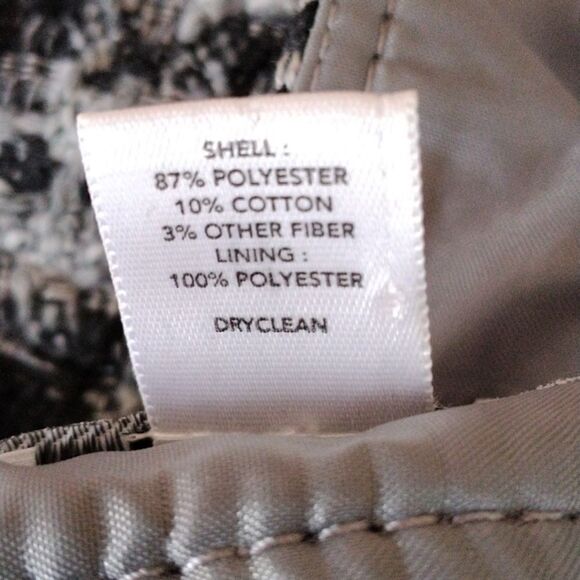 SHELL :
87% POLYESTER
10% COTTON
3% OTHER FIBER
LINING :
100% POLYESTER
DRYCLEAN